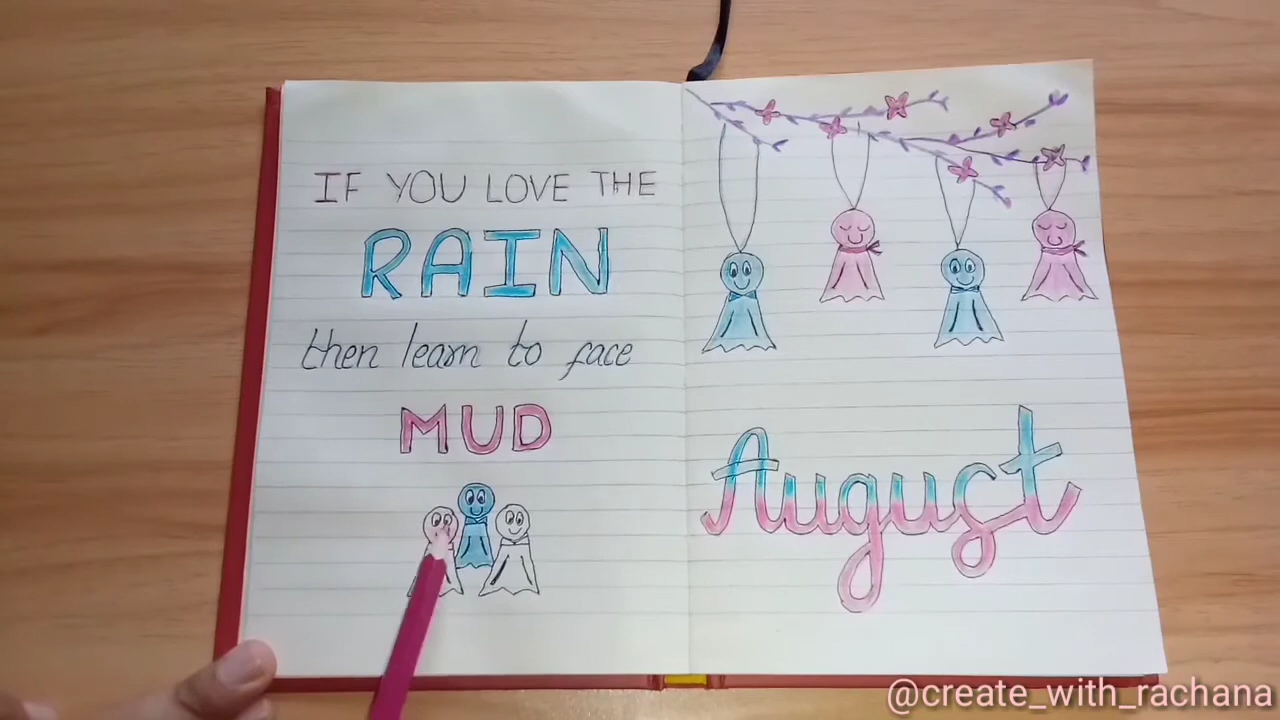 IF YOU LOVE THE
RAIN
then learn to face
MUD
August
@create_with_rachana